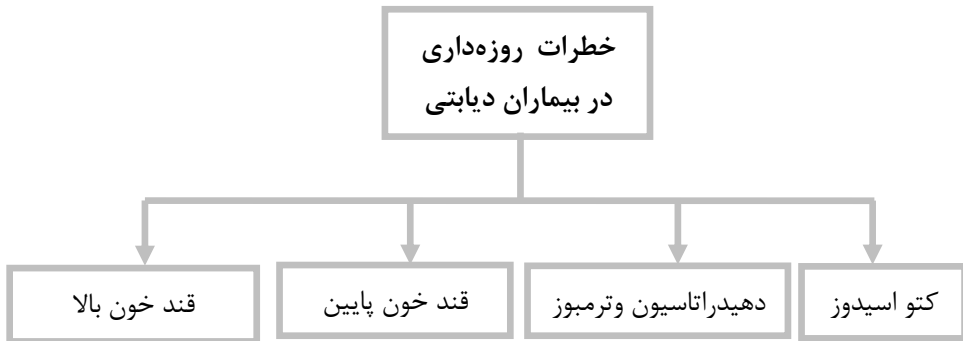 خطرات روزه‌داری
در بیماران دیابتی
کتو اسیدوز
دهیدراتاسیون وترمبوز
قند خون پایین
قند خون بالا